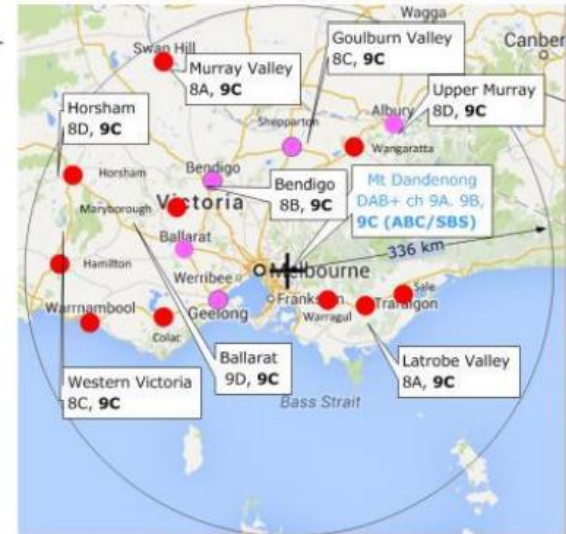 Wagga
Goulburn Valley
8C, 9C
Canber
Swan Hill
Murray Valley
8A, 9C
Upper Murray
8D, 9C
Horsham
8D, 9C
Albury
Shepparton
Wangaratta
Bendigo
Horsham
Bendigo
8B, 9C
Mt Dandenong
DAB+ ch 9A. 9B,
9C (ABC/SBS)
Maryborough
Victoria
Ballarat
336 km
Melbourne
Hamilton
Werribee
Sale
Frankston
Traralgon
Warrnambool
Geelong
Warragul
Colac
Ballarat
9D, 9C
Latrobe Valley
8A, 9C
Western Victoria
8C, 9C
Bass Strait